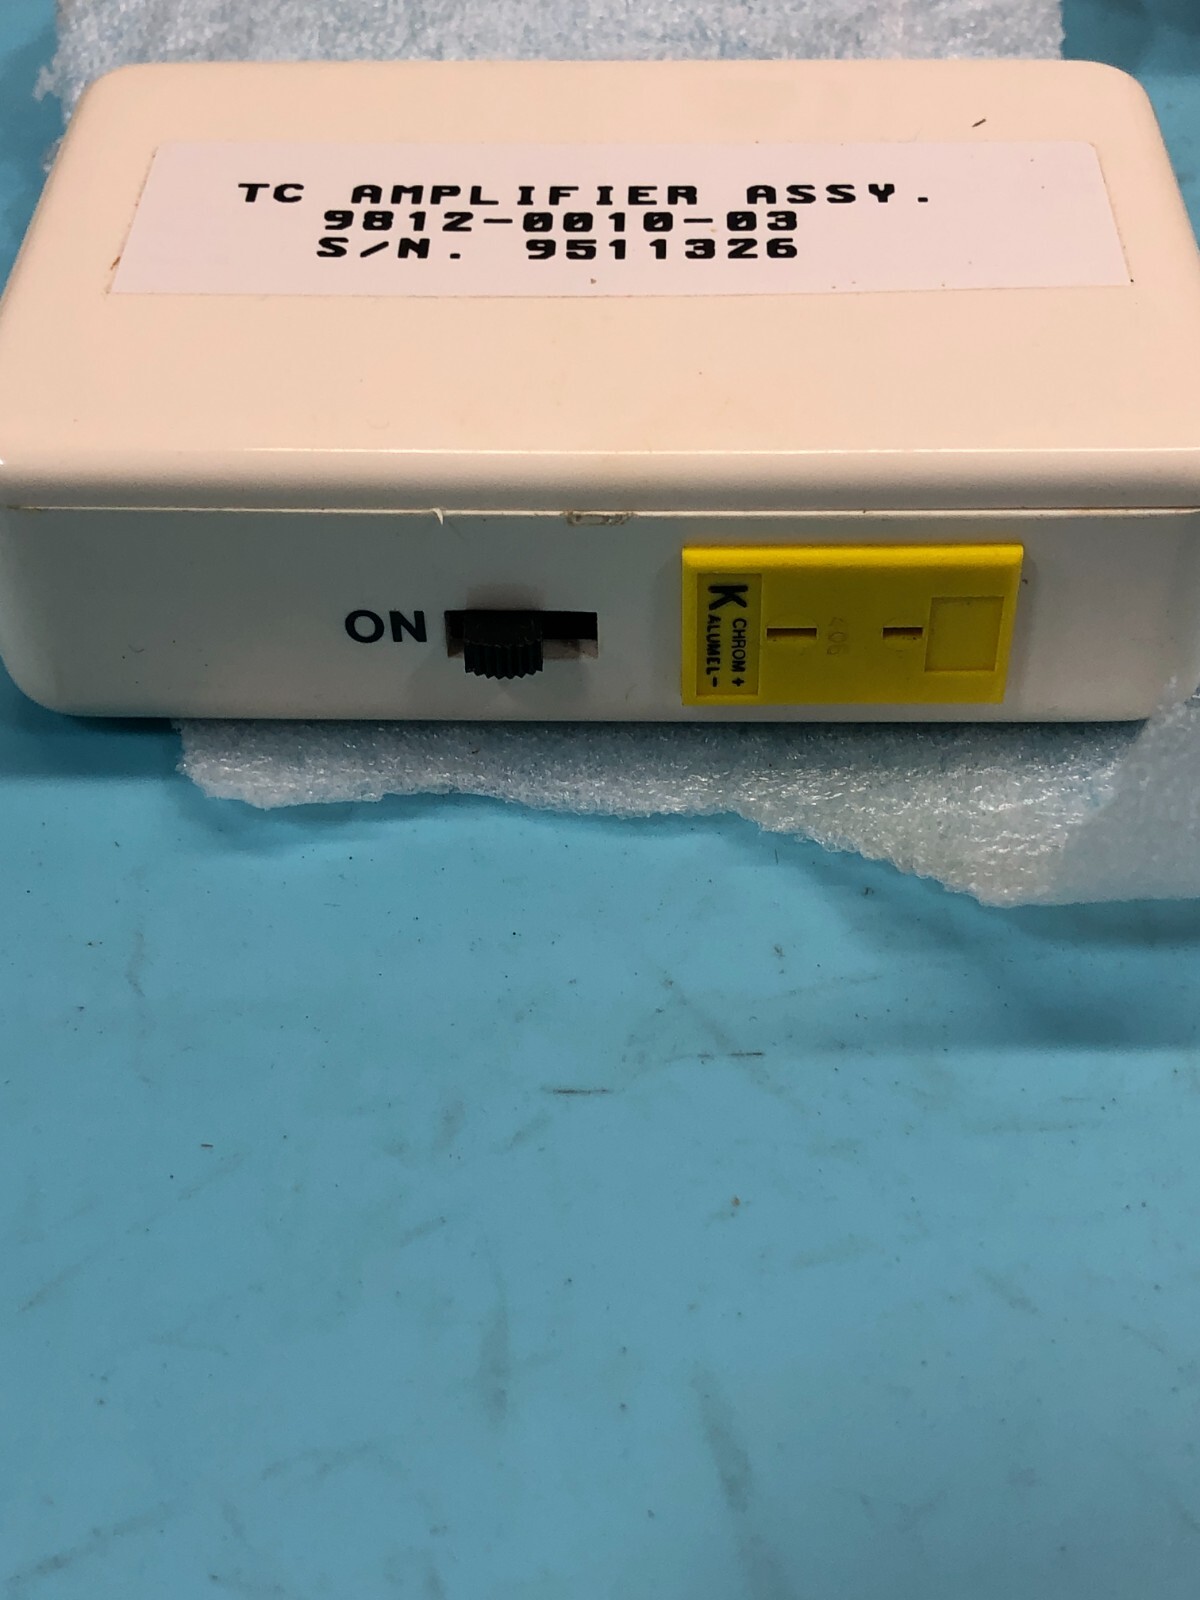 TC AMPLIFIER ASSY.
9812-0010-03
S/N. 9511326
ON
K
CHROM +
ALUMEL -